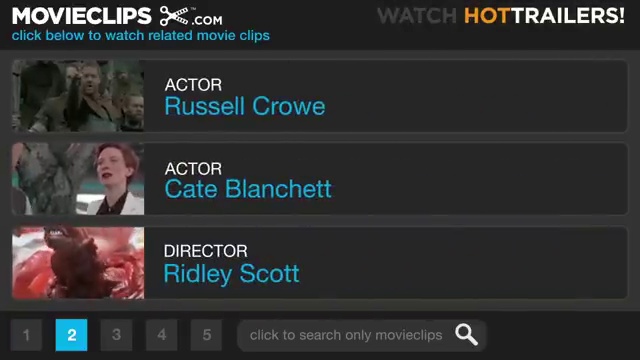 MOVIECLIPS .COM
WATCH HOTTRAILERS!
click below to watch related movie clips
ACTOR
Russell Crowe
ACTOR
Cate Blanchett
DIRECTOR
Ridley Scott
1 2 3 4 5 click to search only movieclips